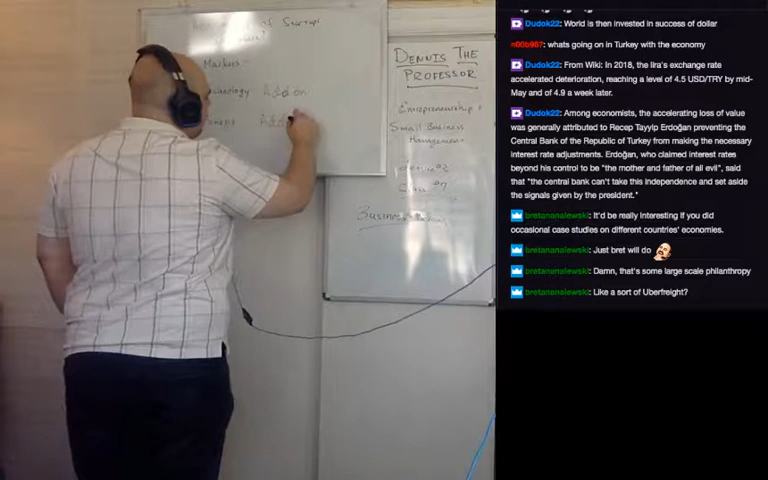 of Startups
Markets -
Technology Add on
Add
DENNIS THE
PROFESSOR
Entrepreneurship +
Small Business
Management
Class #7
Business
Dudok22: World is then invested in success of dollar
n00b987: whats going on in Turkey with the economy
Dudok22: From Wiki: In 2018, the lira's exchange rate
accelerated deterioration, reaching a level of 4.5 USD/TRY by mid-
May and of 4.9 a week later.
Dudok22: Among economists, the accelerating loss of value
was generally attributed to Recep Tayyip Erdoğan preventing the
Central Bank of the Republic of Turkey from making the necessary
interest rate adjustments. Erdoğan, who claimed interest rates
beyond his control to be "the mother and father of all evil", said
that "the central bank can't take this independence and set aside
the signals given by the president."
bretananalewski: It'd be really interesting if you did
occasional case studies on different countries' economies.
bretananalewski: Just bret will do
bretananalewski: Damn, that's some large scale philanthropy
bretananalewski: Like a sort of Uberfreight?